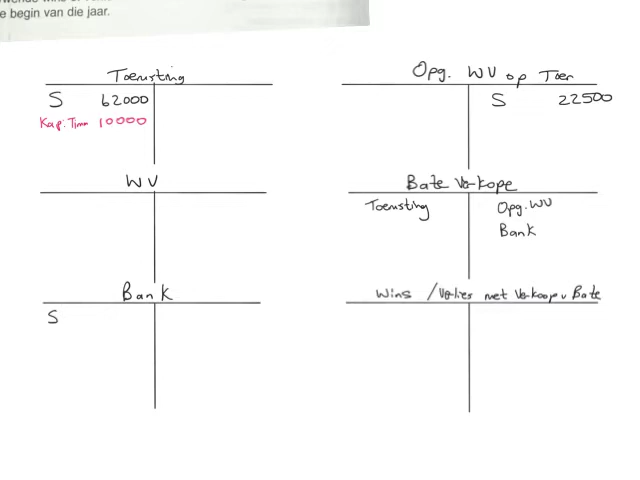 e begin van die jaar.
Toerusting
S 62000
Kap: Timm 10000
Opg. WV op Toer
S 22500
WV
Bate Verkope
Toerusting Opg. WV
Bank
Bank
S
Wins / Verlies met Verkoop v Bate